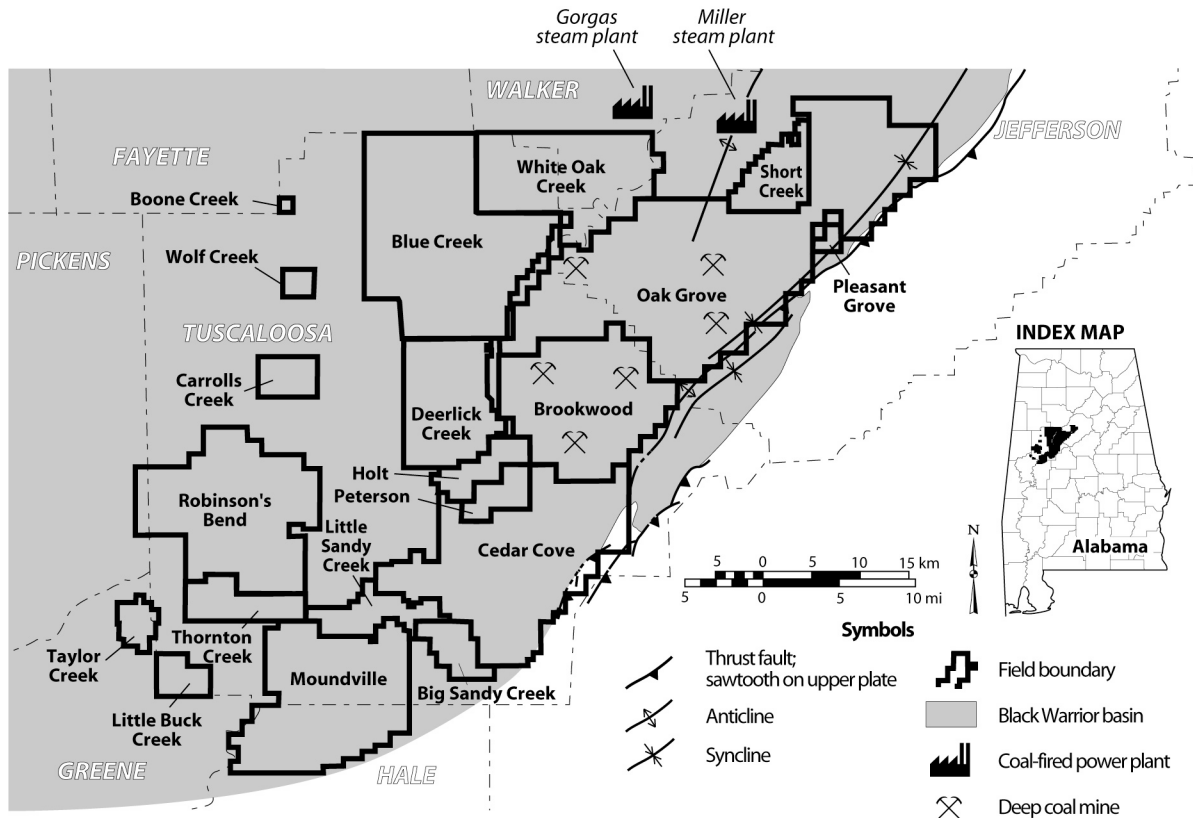 Gorgas
steam plant
Miller
steam plant
WALKER
JEFFERSON
FAYETTE
White Oak
Creek
Short
Creek
Boone Creek
Blue Creek
PICKENS
Wolf Creek
Oak Grove
Pleasant
Grove
TUSCALOOSA
INDEX MAP
Carrolls
Creek
Deerlick
Creek
Brookwood
Holt
Peterson
Robinson's
Bend
Little
Sandy
Creek
Cedar Cove
N
Alabama
5 0 5 10 15 km
5 0 5 10 mi
Thornton
Creek
Taylor
Creek
Moundville
Big Sandy Creek
Little Buck
Creek
GREENE
HALE
Symbols
Thrust fault;
sawtooth on upper plate
Anticline
Syncline
Field boundary
Black Warrior basin
Coal-fired power plant
Deep coal mine